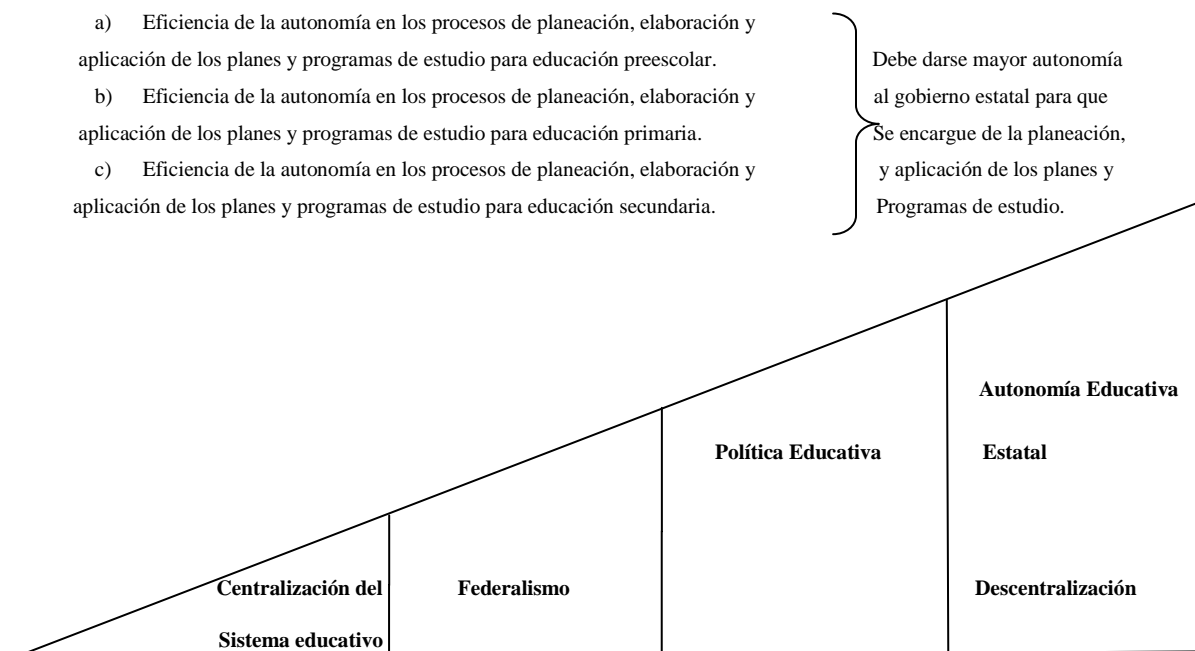 a) Eficiencia de la autonomía en los procesos de planeación, elaboración y
aplicación de los planes y programas de estudio para educación preescolar.
b) Eficiencia de la autonomía en los procesos de planeación, elaboración y
aplicación de los planes y programas de estudio para educación primaria.
c) Eficiencia de la autonomía en los procesos de planeación, elaboración y
aplicación de los planes y programas de estudio para educación secundaria.
Debe darse mayor autonomía
al gobierno estatal para que
Se encargue de la planeación,
y aplicación de los planes y
Programas de estudio.
Centralización del
Sistema educativo
Federalismo
Política Educativa
Autonomía Educativa
Estatal
Descentralización